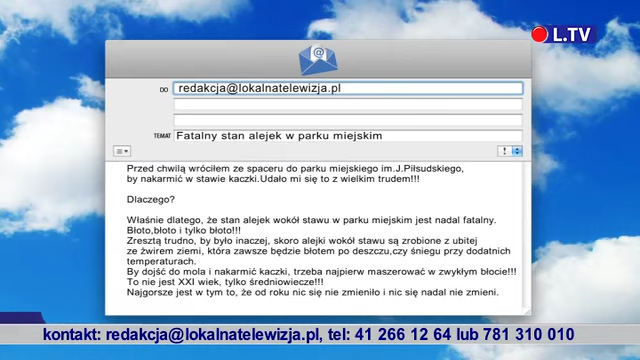 L.TV
@
DO redakcja@lokalnatelewizja.pl
TEMAT Fatalny stan alejek w parku miejskim
Przed chwilą wróciłem ze spaceru do parku miejskiego im.J.Piłsudskiego,
by nakarmić w stawie kaczki.Udało mi się to z wielkim trudem!!!
Dlaczego?
Właśnie dlatego, że stan alejek wokół stawu w parku miejskim jest nadal fatalny.
Błoto,błoto i tylko błoto!!!
Zresztą trudno, by było inaczej, skoro alejki wokół stawu są zrobione z ubitej
ze żwirem ziemi, która zawsze będzie błotem po deszczu,czy śniegu przy dodatnich
temperaturach.
By dojść do mola i nakarmić kaczki, trzeba najpierw maszerować w zwykłym błocie!!!
To nie jest XXI wiek, tylko średniowiecze!!!
Najgorsze jest w tym to, że od roku nic się nie zmieniło i nic się nadal nie zmieni.
kontakt: redakcja@lokalnatelewizja.pl, tel: 41 266 12 64 lub 781 310 010